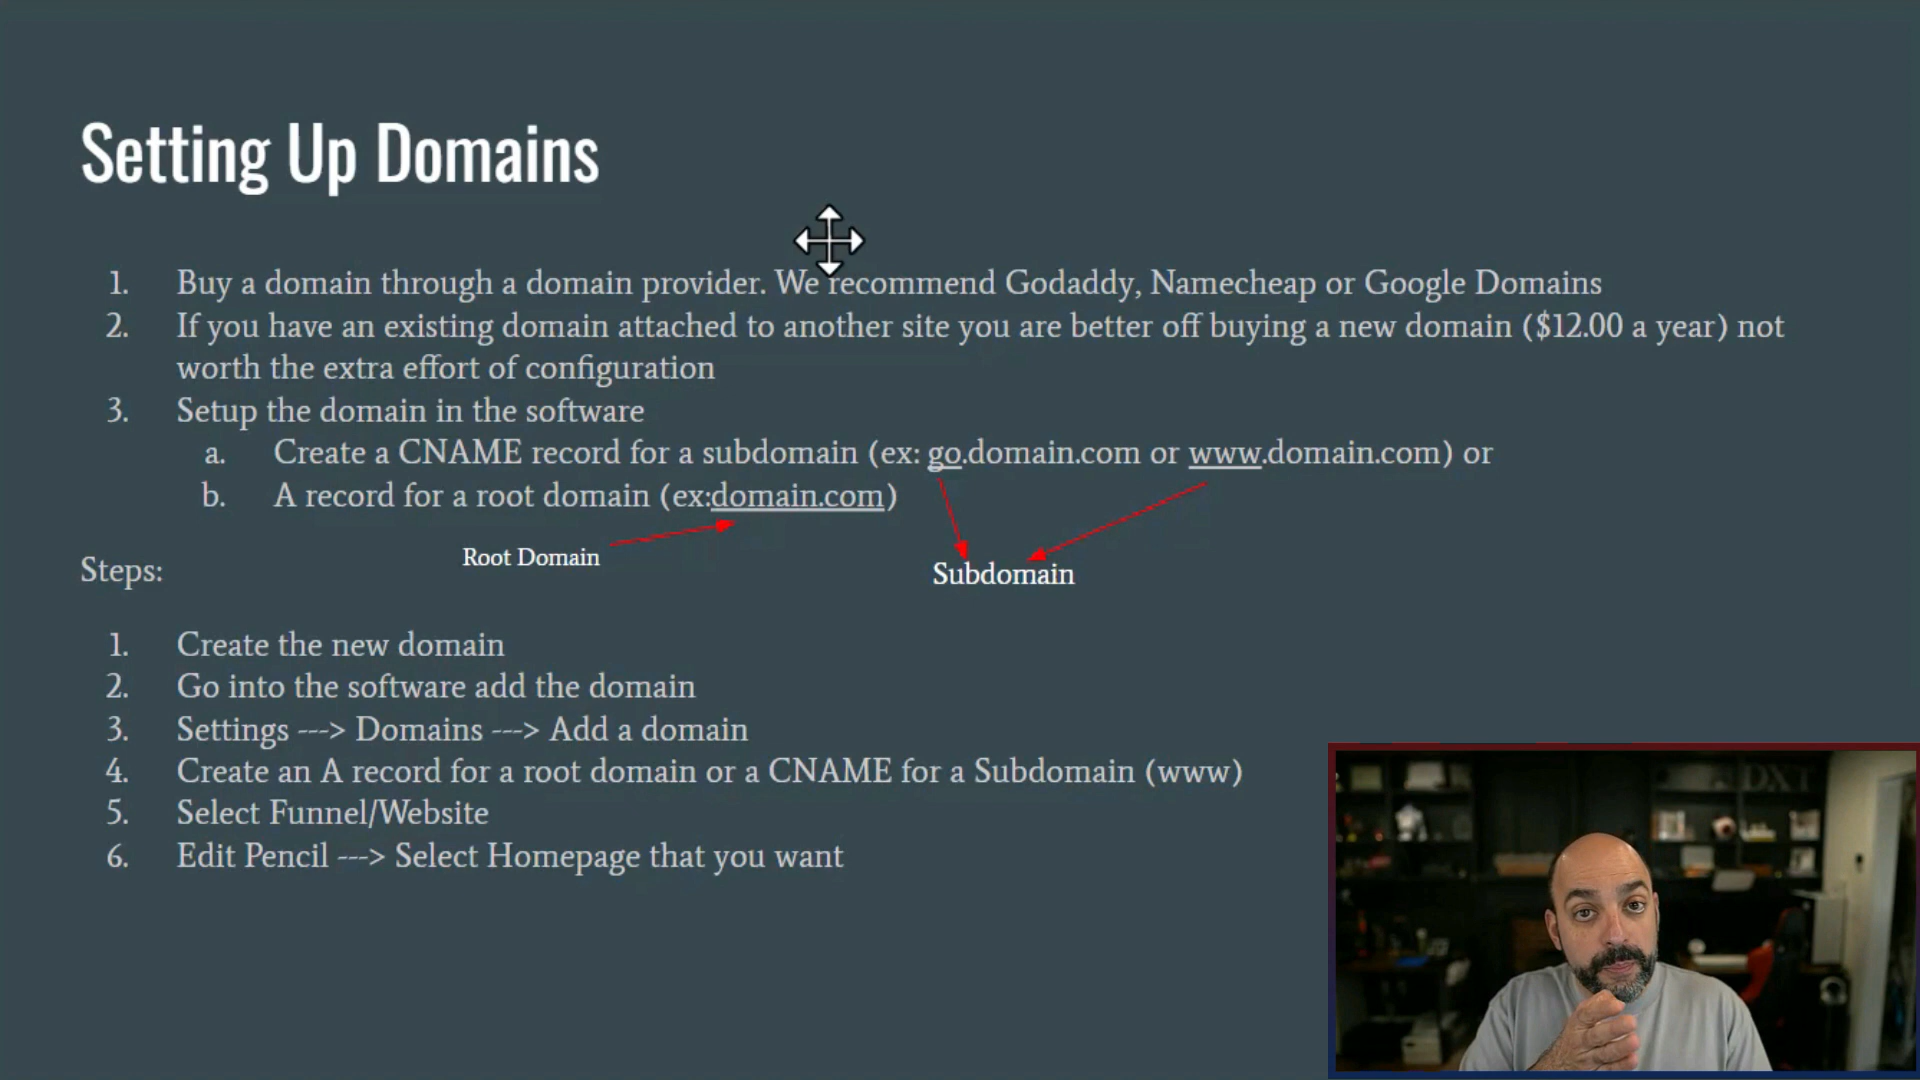 Setting Up Domains
1. Buy a domain through a domain provider. We recommend Godaddy, Namecheap or Google Domains
2. If you have an existing domain attached to another site you are better off buying a new domain ($12.00 a year) not
worth the extra effort of configuration
3. Setup the domain in the software
a. Create a CNAME record for a subdomain (ex: go.domain.com or www.domain.com) or
b. A record for a root domain (ex:domain.com)
Root Domain
Subdomain
Steps:
1. Create the new domain
2. Go into the software add the domain
3. Settings ---> Domains ---> Add a domain
4. Create an A record for a root domain or a CNAME for a Subdomain (www)
5. Select Funnel/Website
6. Edit Pencil ---> Select Homepage that you want
DXT